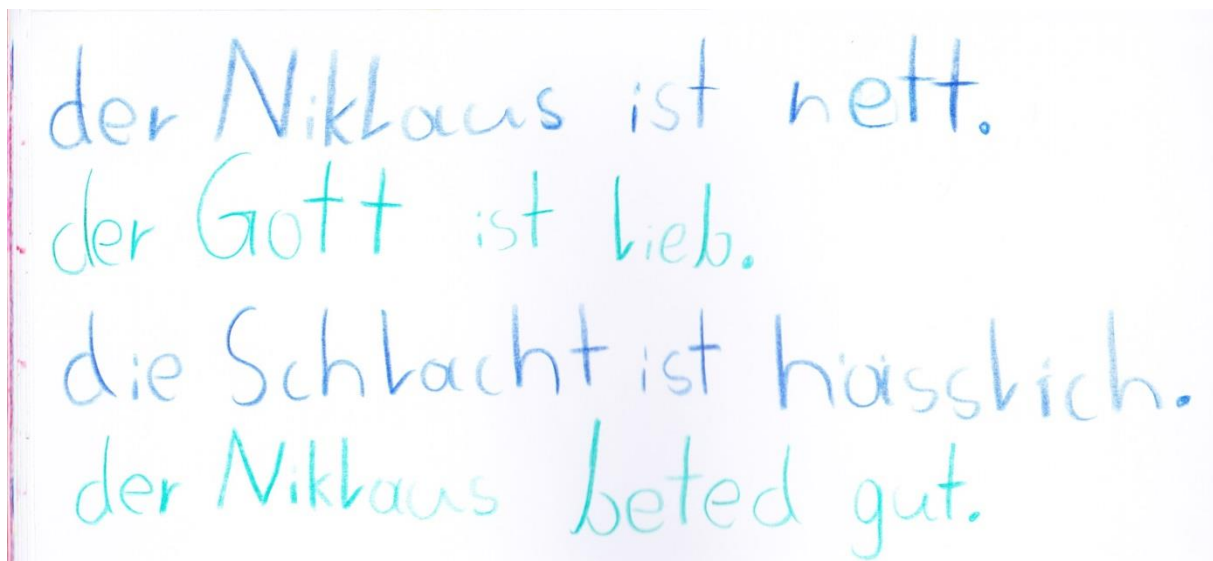 der Niklaus ist nett.
der Gott ist lieb.
die Schlacht ist hässlich.
der Niklaus beted gut.